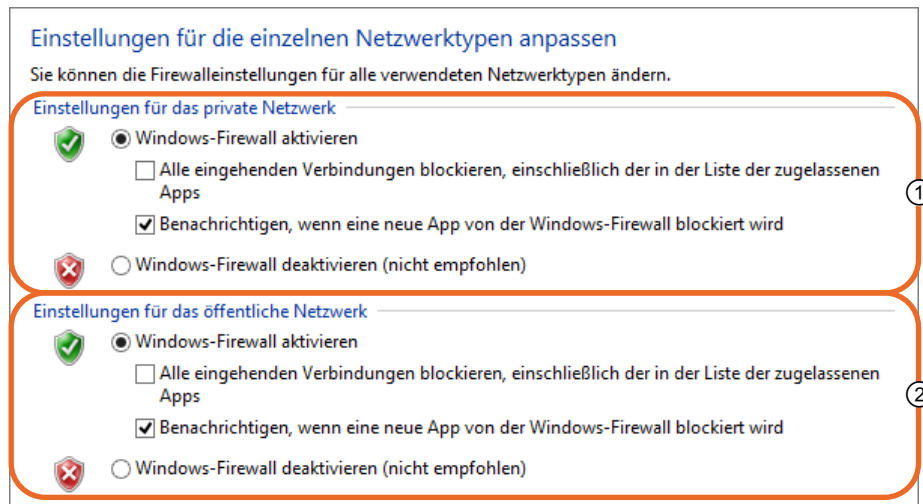 Einstellungen für die einzelnen Netzwerktypen anpassen
Sie können die Firewalleinstellungen für alle verwendeten Netzwerktypen ändern.
Einstellungen für das private Netzwerk
Windows-Firewall aktivieren
Alle eingehenden Verbindungen blockieren, einschließlich der in der Liste der zugelassenen
Apps
①
Benachrichtigen, wenn eine neue App von der Windows-Firewall blockiert wird
Windows-Firewall deaktivieren (nicht empfohlen)
Einstellungen für das öffentliche Netzwerk
Windows-Firewall aktivieren
Alle eingehenden Verbindungen blockieren, einschließlich der in der Liste der zugelassenen
Apps
②
Benachrichtigen, wenn eine neue App von der Windows-Firewall blockiert wird
Windows-Firewall deaktivieren (nicht empfohlen)